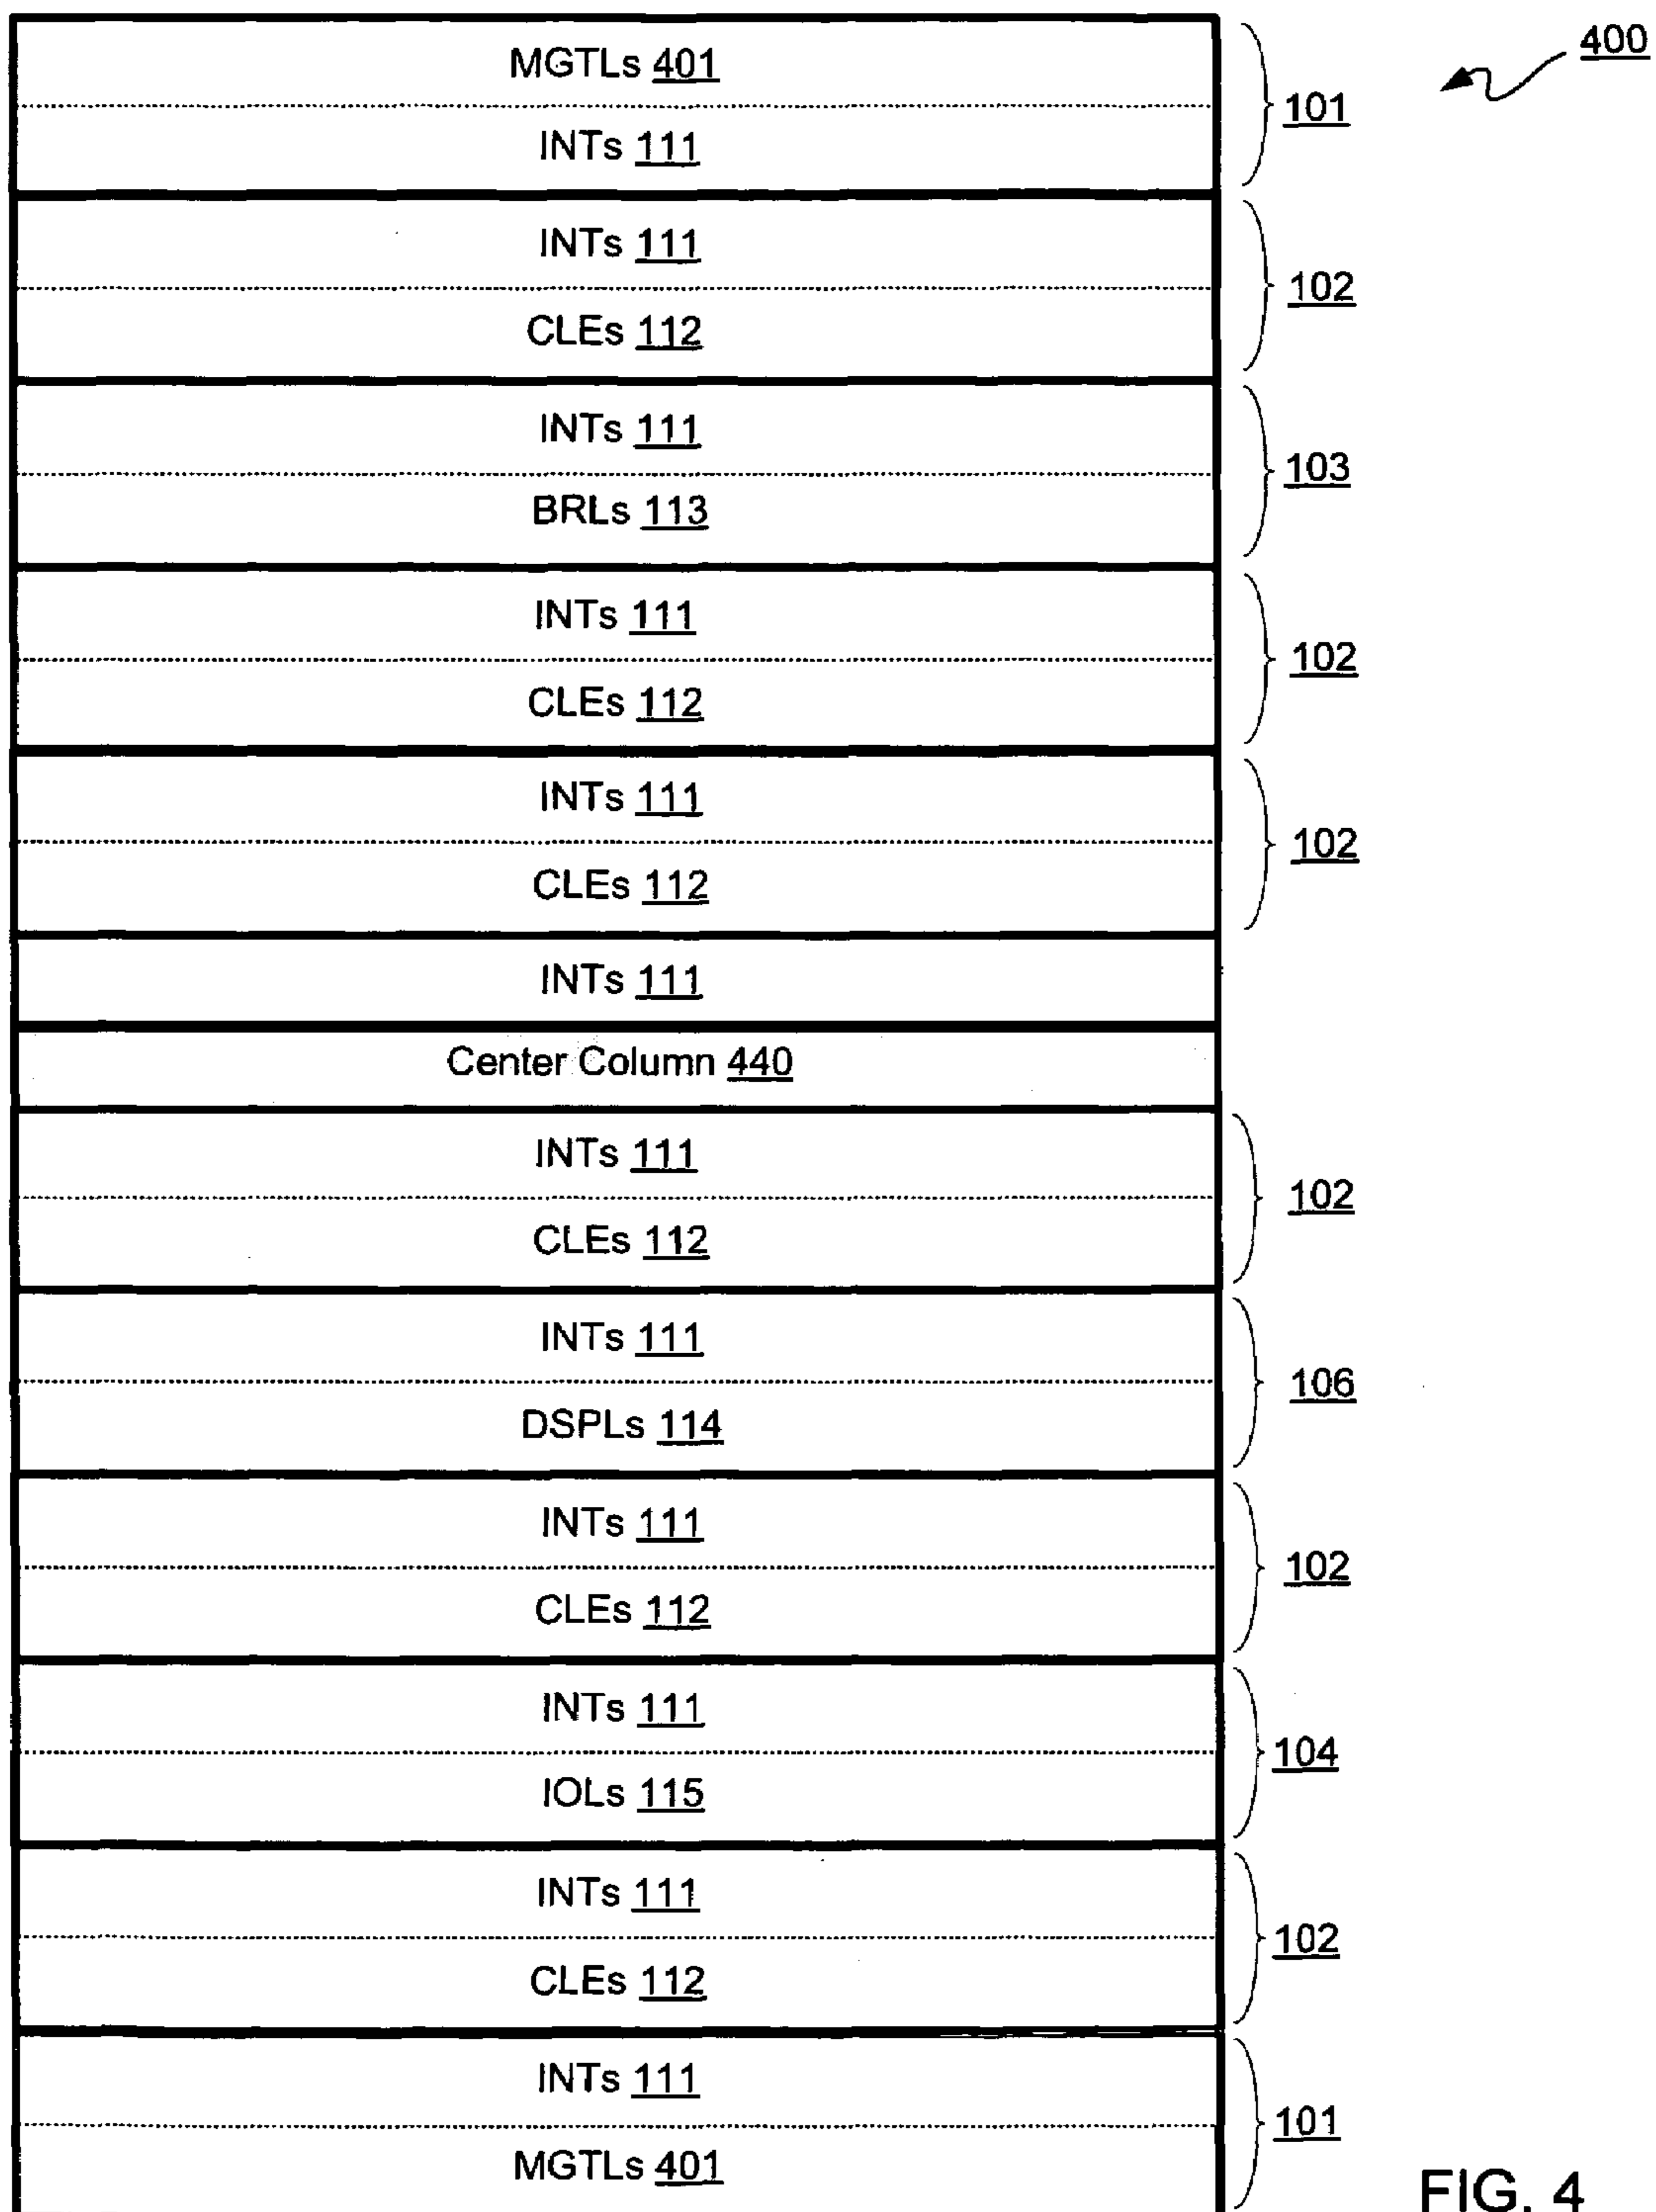 400
MGTLs 401
101
INTs 111
INTs 111
102
CLEs 112
INTs 111
103
BRLs 113
INTs 111
102
CLEs 112
INTs 111
102
CLEs 112
INTs 111
Center Column 440
INTs 111
102
CLEs 112
INTs 111
106
DSPLs 114
INTs 111
102
CLEs 112
INTs 111
104
IOLs 115
INTs 111
102
CLEs 112
INTs 111
101
MGTLs 401
FIG. 4